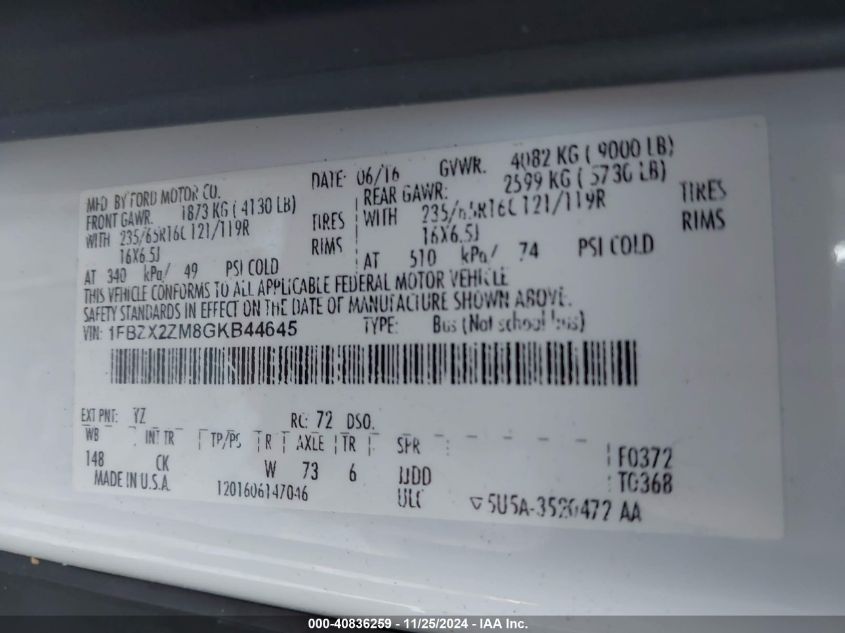 MFD BY FORD MOTOR CO. DATE: 06/16 GVWR. 4082 KG ( 9000 LB)
FRONT GAWR. 1873 KG ( 4130 LB) REAR GAWR: 2599 KG ( 5730 LB)
WITH 235/65R16C 121/119R TIRES WITH 235/65R16C 121/119R TIRES
16X6.5J RIMS 16X6.5J RIMS
AT 340 kPa/ 49 PSI COLD AT 510 kPa/ 74 PSI COLD
THIS VEHICLE CONFORMS TO ALL APPLICABLE FEDERAL MOTOR VEHICLE
SAFETY STANDARDS IN EFFECT ON THE DATE OF MANUFACTURE SHOWN ABOVE.
VIN: 1FBZX2ZM8GKB44645 TYPE: Bus (Not school bus)
EXT PNT: YZ RC: 72 DSO:
WB INT TR TP/PS R AXLE TR SPR F0372
148 CK W 73 6 JJDD T0368
MADE IN U.S.A. 1201606147046 5U5A-3520472 AA
000-40836259 - 11/25/2024 - IAA Inc.